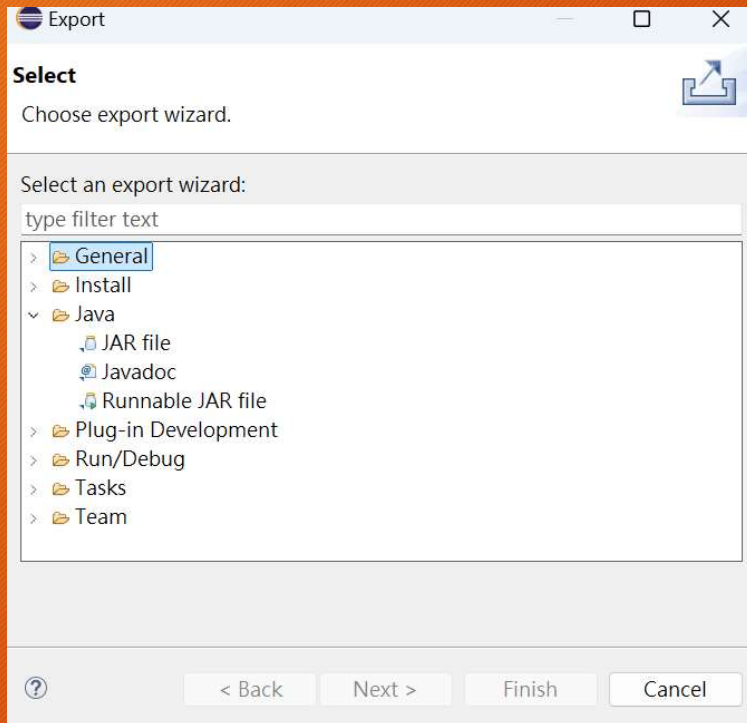 Export
Select
Choose export wizard.
Select an export wizard:
type filter text
General
Install
Java
JAR file
Javadoc
Runnable JAR file
Plug-in Development
Run/Debug
Tasks
Team
? < Back Next > Finish Cancel